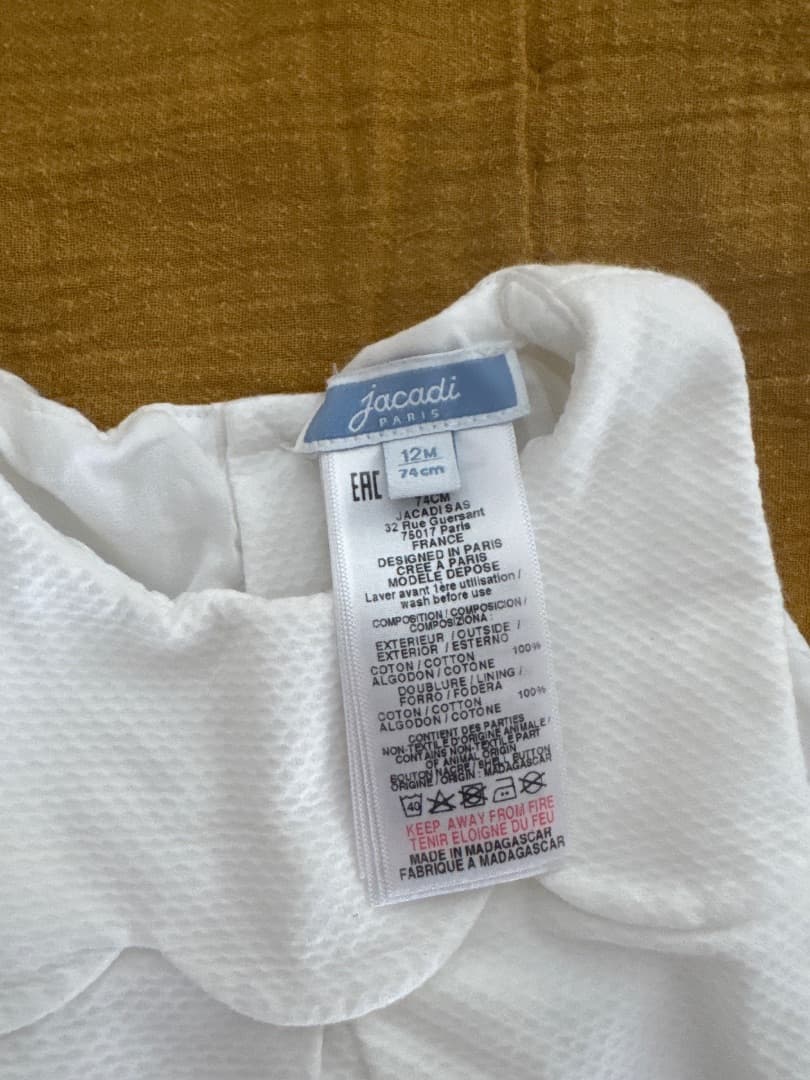 jacadi
PARIS
12M
74cm
EAC
74CM
JACADI SAS
32 Rue Guersant
75017 Paris
FRANCE
DESIGNED IN PARIS
CREE A PARIS
MODELE DEPOSE
Laver avant 1ère utilisation /
wash before use
COMPOSITION / COMPOSICION /
COMPOSIZIONA :
EXTERIEUR / OUTSIDE /
EXTERIOR / ESTERNO
100%
COTON / COTTON
ALGODON / COTONE
DOUBLURE / LINING /
FORRO / FODERA
100%
COTON / COTTON
ALGODON / COTONE
CONTIENT DES PARTIES
NON-TEXTILE D'ORIGINE ANIMALE /
CONTAINS NON-TEXTILE PART
OF ANIMAL ORIGIN
BOUTON NACRE / SHELL BUTTON
ORIGINE / ORIGIN : MADAGASCAR
40
KEEP AWAY FROM FIRE
TENIR ELOIGNE DU FEU
MADE IN MADAGASCAR
FABRIQUE A MADAGASCAR